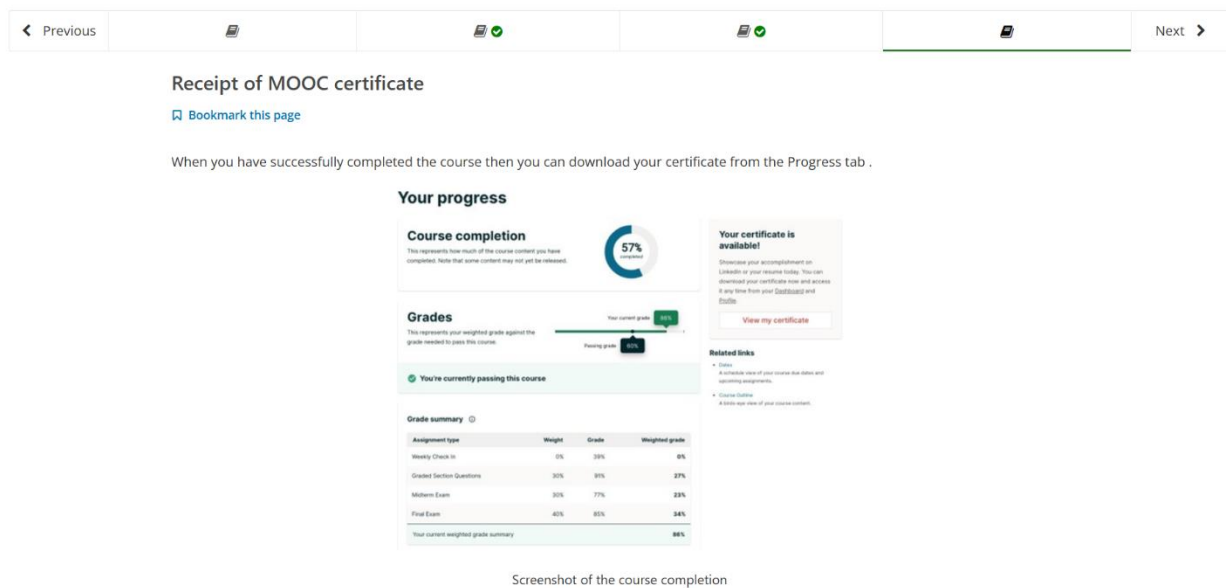 Previous
Next
Receipt of MOOC certificate
Bookmark this page
When you have successfully completed the course then you can download your certificate from the Progress tab .
Your progress
Course completion
This represents how much of the course content you have
completed. Note that some content may not yet be released.
57%
completed
Your certificate is
available!
Showcase your accomplishment on
LinkedIn or your resume today. You can
download your certificate now and access
it any time from your Dashboard and
Profile.
View my certificate
Grades
This represents your weighted grade against the
grade needed to pass this course.
Your current grade
86%
Passing grade
60%
You're currently passing this course
Related links
Dates
A schedule view of your course due dates and
upcoming assignments.
Course Outline
A birds-eye view of your course content.
Grade summary
Assignment type Weight Grade Weighted grade
Weekly Check In 0% 38% 0%
Graded Section Questions 30% 91% 27%
Midterm Exam 30% 77% 23%
Final Exam 40% 85% 34%
Your current weighted grade summary 86%
Screenshot of the course completion